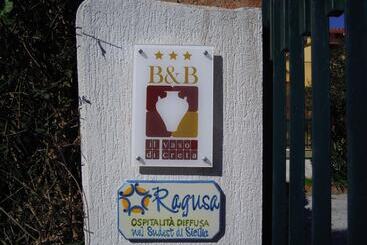 B&B
il Vaso
di Creta
Ragusa
OSPITALITÀ DIFFUSA
nel Sudest di Sicilia